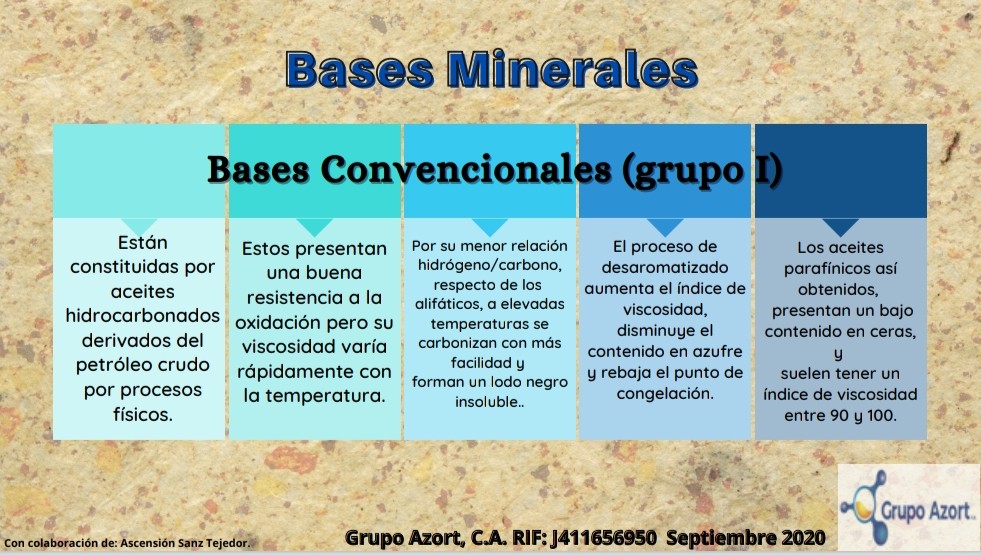 Bases Minerales
Bases Convencionales (grupo I)
Están
constituidas por
aceites
hidrocarbonados
derivados del
petróleo crudo
por procesos
físicos.
Estos presentan
una buena
resistencia a la
oxidación pero su
viscosidad varía
rápidamente con
la temperatura.
Por su menor relación
hidrógeno/carbono,
respecto de los
alifáticos, a elevadas
temperaturas se
carbonizan con más
facilidad y
forman un lodo negro
insoluble..
El proceso de
desaromatizado
aumenta el índice de
viscosidad,
disminuye el
contenido en azufre
y rebaja el punto de
congelación.
Los aceites
parafínicos así
obtenidos,
presentan un bajo
contenido en ceras,
y
suelen tener un
índice de viscosidad
entre 90 y 100.
Grupo Azort..
Con colaboración de: Ascensión Sanz Tejedor.
Grupo Azort, C.A. RIF: J411656950 Septiembre 2020